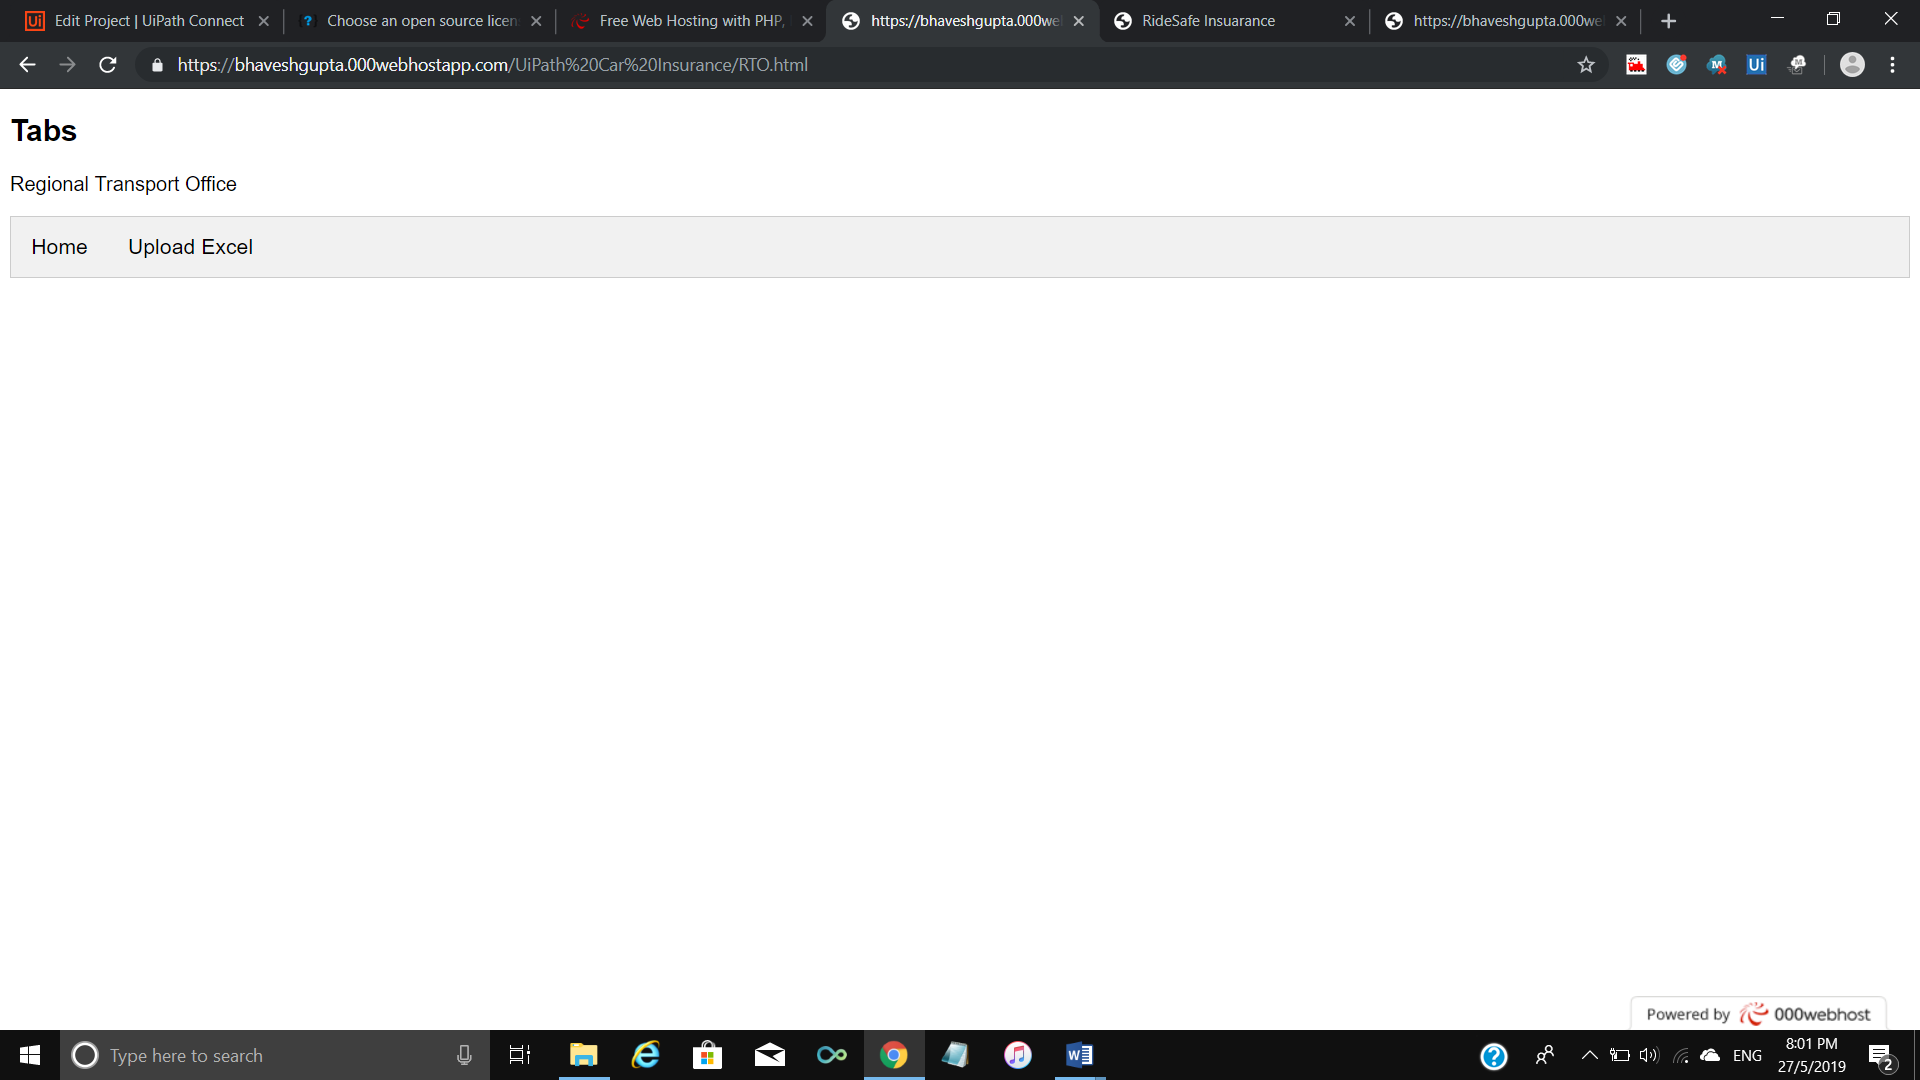 Edit Project | UiPath Connect
Choose an open source licen
Free Web Hosting with PHP,
https://bhaveshgupta.000we
RideSafe Insuarance
https://bhaveshgupta.000we
https://bhaveshgupta.000webhostapp.com/UiPath%20Car%20Insurance/RTO.html
Ui
Tabs
Regional Transport Office
Home Upload Excel
Powered by 000webhost
Type here to search
ENG
8:01 PM
27/5/2019
2